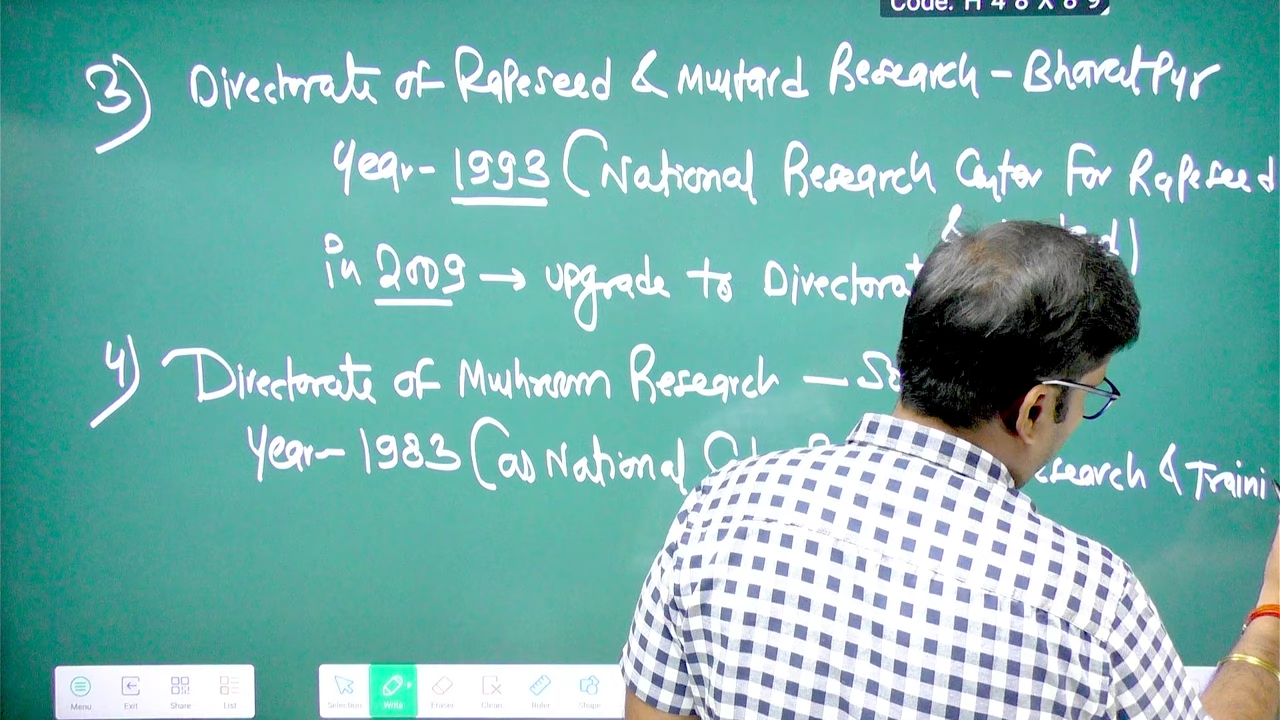 Code: H 4 8 X 8 9
3) Directorate of Rapeseed & Mustard Research - Bharatpur
Year- 1993 (National Research Center For Rapeseed
&
in 2009 → upgrade to Directorat
4) Directorate of Mushroom Research —
Year- 1983 (as National
esearch & Traini
Menu Exit Share List Selection Write Eraser Clean Ruler Shape